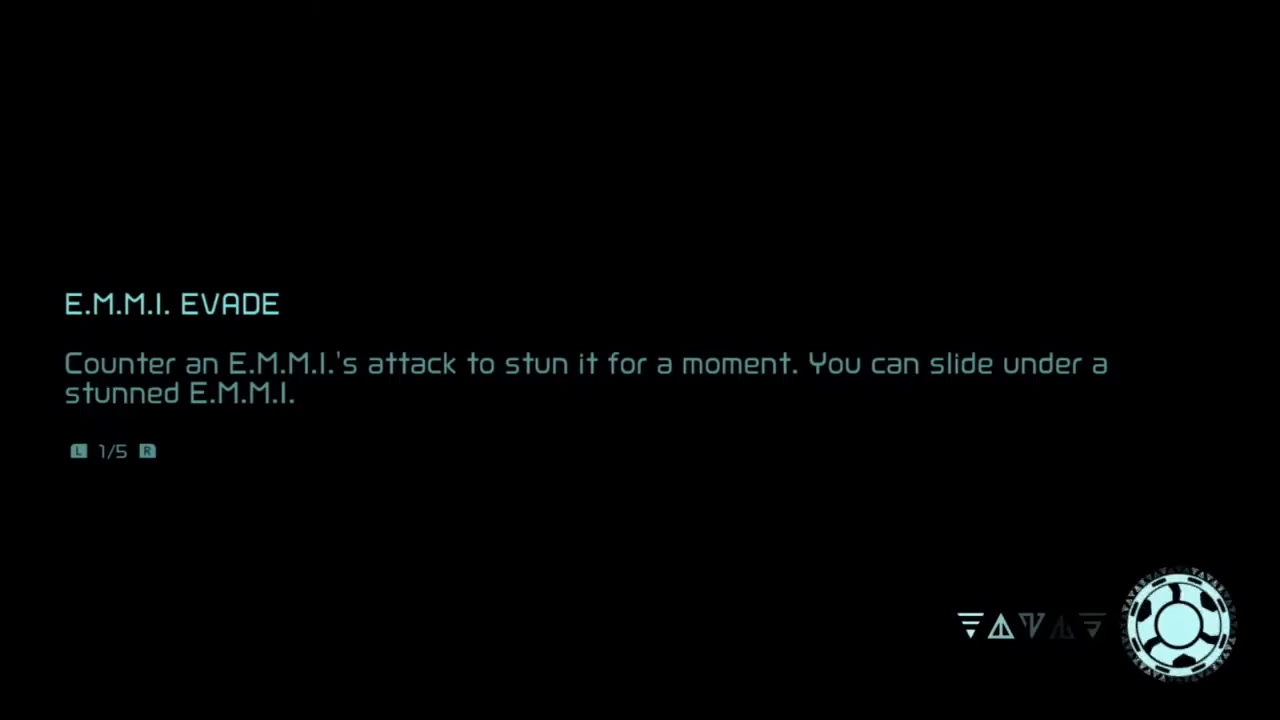 E.M.M.I. EVADE
Counter an E.M.M.I.'s attack to stun it for a moment. You can slide under a
stunned E.M.M.I.
L 1/5 R